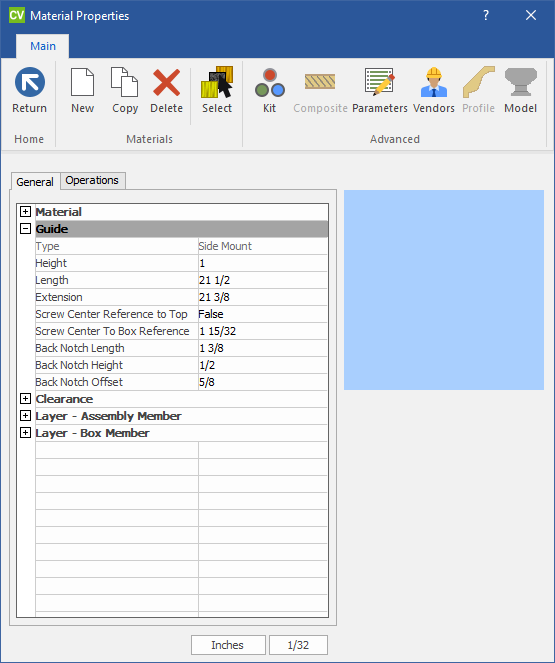 CV Material Properties ?
Main
Return New Copy Delete Select Kit Composite Parameters Vendors Profile Model
Home Materials Advanced
General Operations
Material
Guide
Type Side Mount
Height 1
Length 21 1/2
Extension 21 3/8
Screw Center Reference to Top False
Screw Center To Box Reference 1 15/32
Back Notch Length 1 3/8
Back Notch Height 1/2
Back Notch Offset 5/8
Clearance
Layer - Assembly Member
Layer - Box Member
Inches 1/32